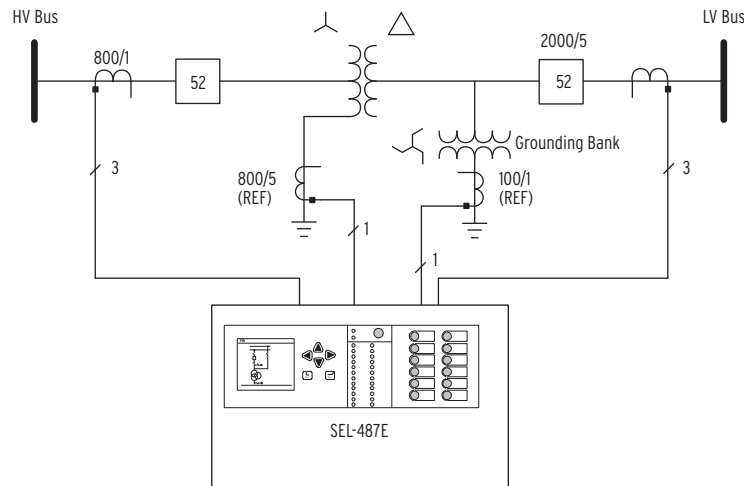 HV Bus
LV Bus
800/1
2000/5
52
52
Grounding Bank
3
800/5
(REF)
100/1
(REF)
3
1
1
SEL-487E